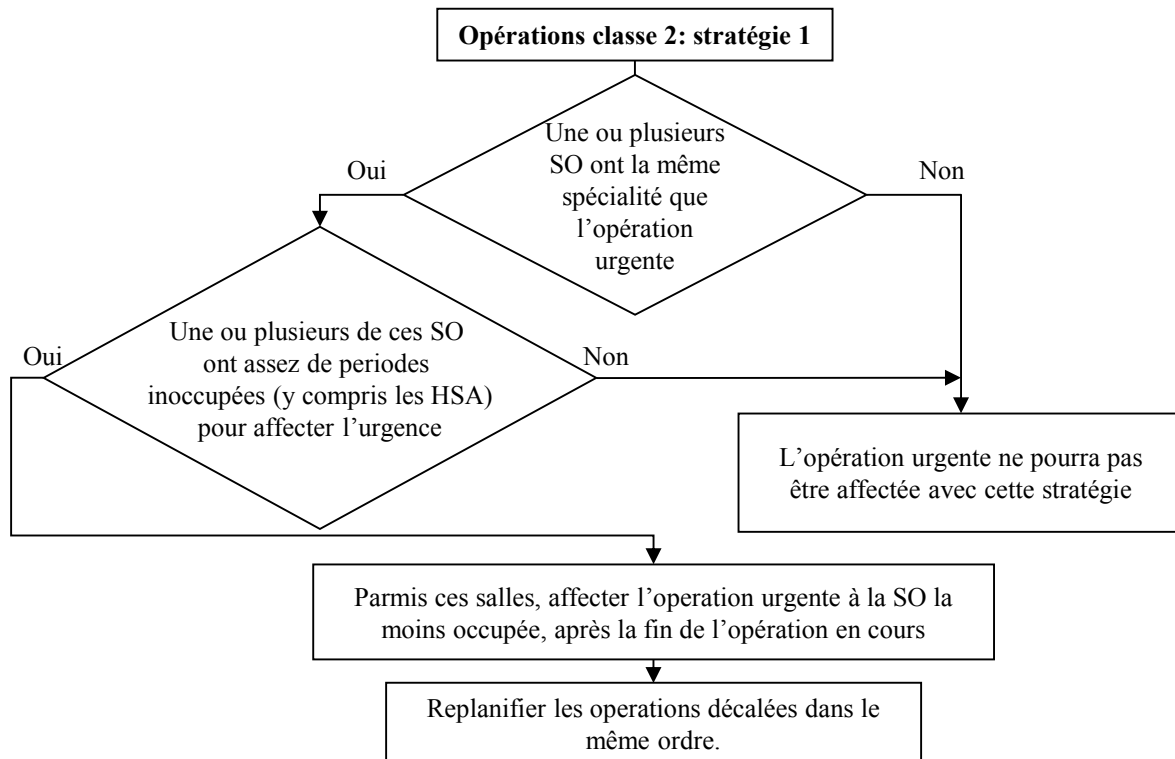 Opérations classe 2: stratégie 1
Une ou plusieurs
SO ont la même
spécialité que
l’opération
urgente
Oui
Non
Une ou plusieurs de ces SO
ont assez de periodes
inoccupées (y compris les HSA)
pour affecter l’urgence
Oui
Non
L’opération urgente ne pourra pas
être affectée avec cette stratégie
Parmis ces salles, affecter l’operation urgente à la SO la
moins occupée, après la fin de l’opération en cours
Replanifier les operations décalées dans le
même ordre.